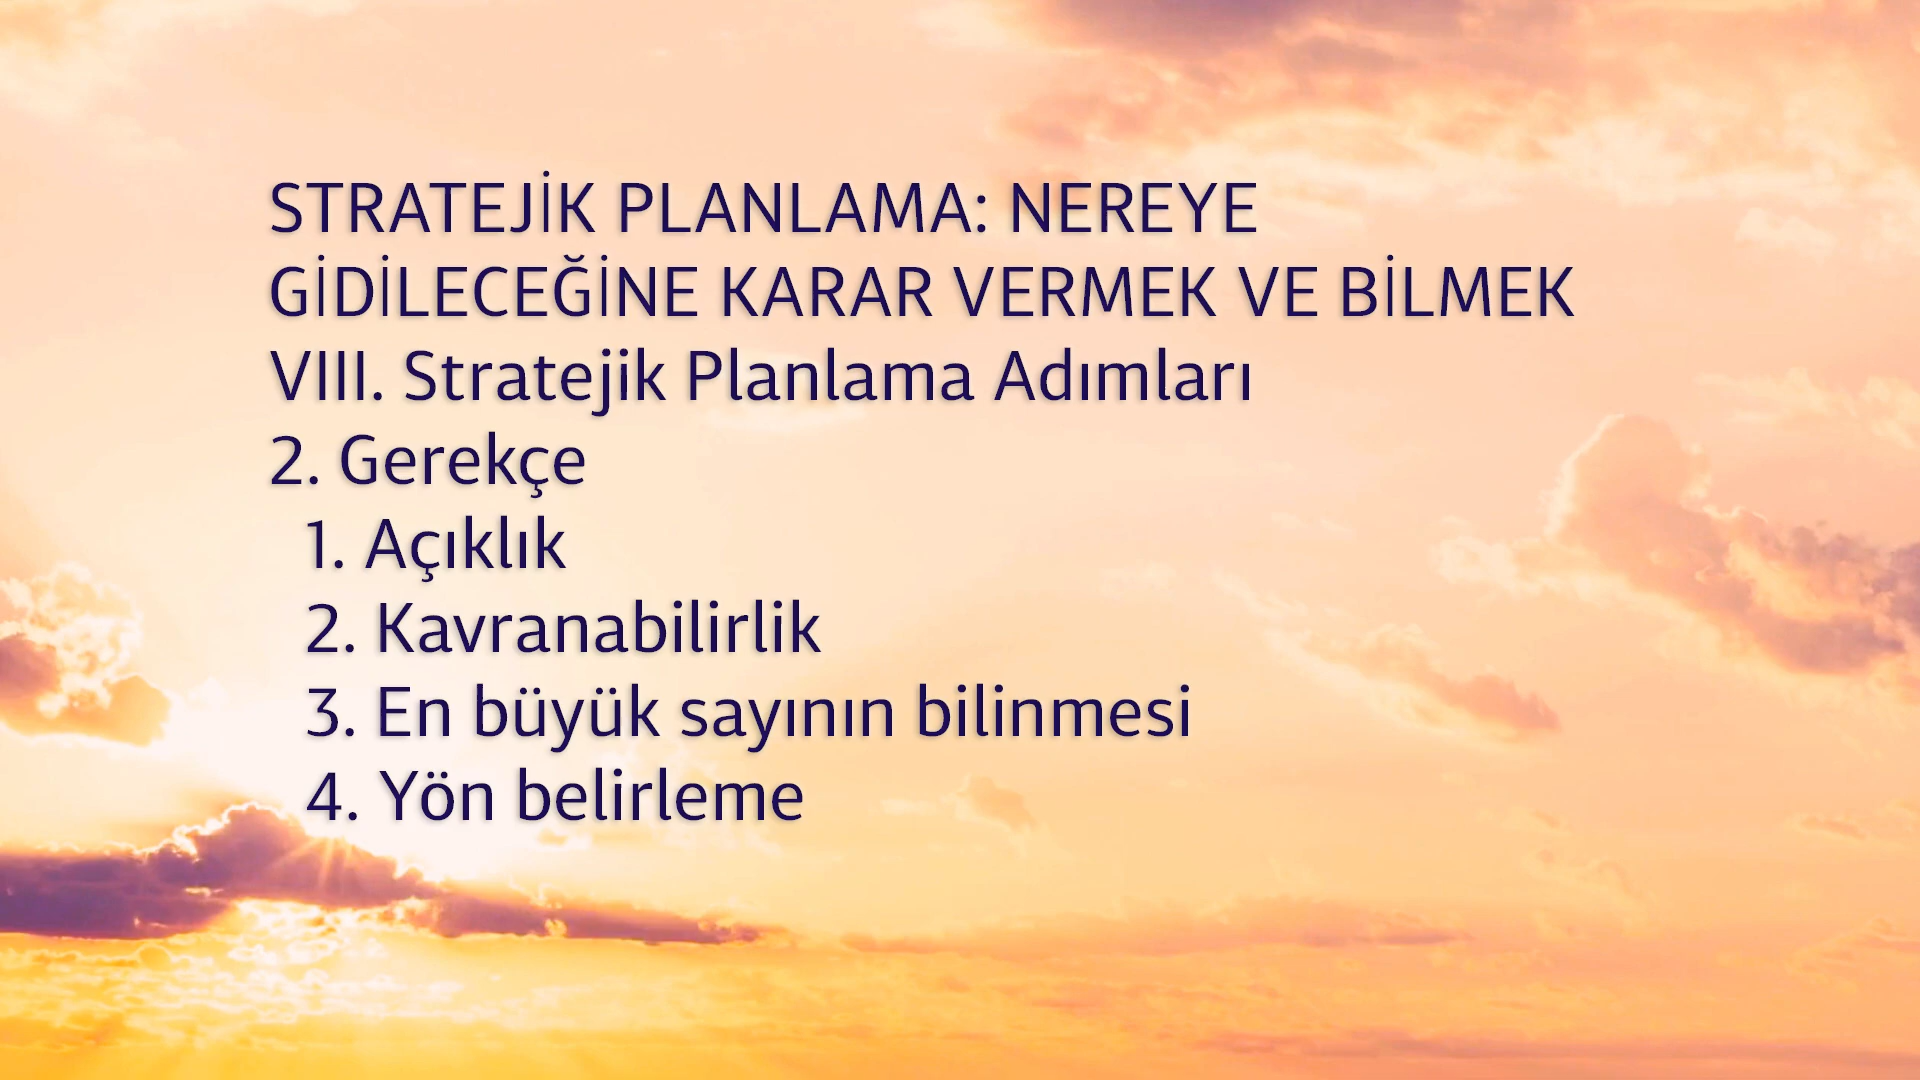 STRATEJİK PLANLAMA: NEREYE
GİDİLECEĞİNE KARAR VERMEK VE BİLMEK
VIII. Stratejik Planlama Adımları
2. Gerekçe
1. Açıklık
2. Kavranabilirlik
3. En büyük sayının bilinmesi
4. Yön belirleme